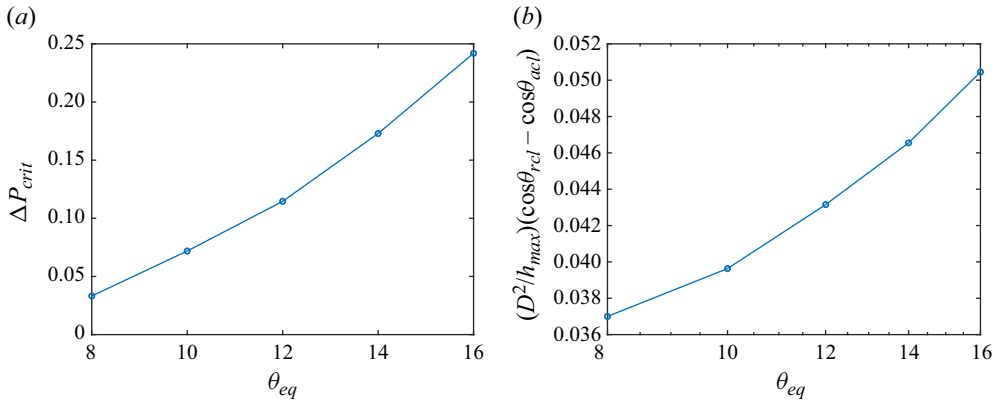 (a)
0.25
0.20
0.15
0.10
0.05
0
ΔP_crit
8 10 12 14 16
θ_eq
(b)
0.052
0.050
0.048
0.046
0.044
0.042
0.040
0.038
0.036
(D²/h_max)(cosθ_rcl − cosθ_acl)
8 10 12 14 16
θ_eq